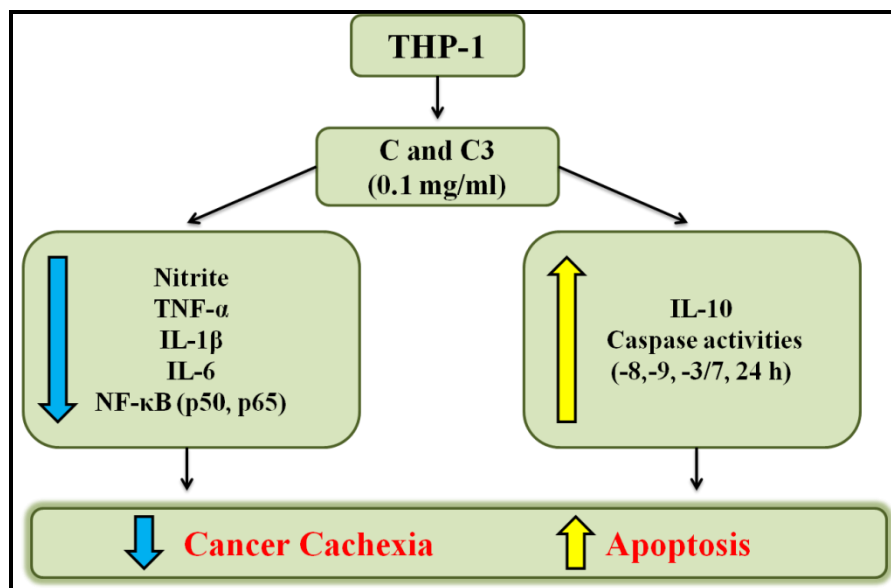 THP-1
C and C3
(0.1 mg/ml)
Nitrite
TNF-α
IL-1β
IL-6
NF-κB (p50, p65)
IL-10
Caspase activities
(-8,-9, -3/7, 24 h)
Cancer Cachexia
Apoptosis